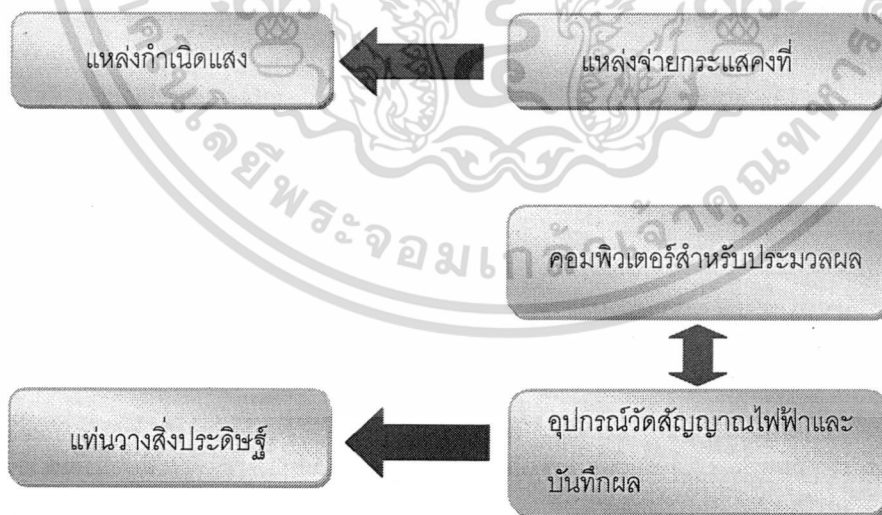 แหล่งกำเนิดแสง
แหล่งจ่ายกระแสคงที่
คอมพิวเตอร์สำหรับประมวลผล
แท่นวางสิ่งประดิษฐ์
อุปกรณ์วัดสัญญาณไฟฟ้าและ
บันทึกผล